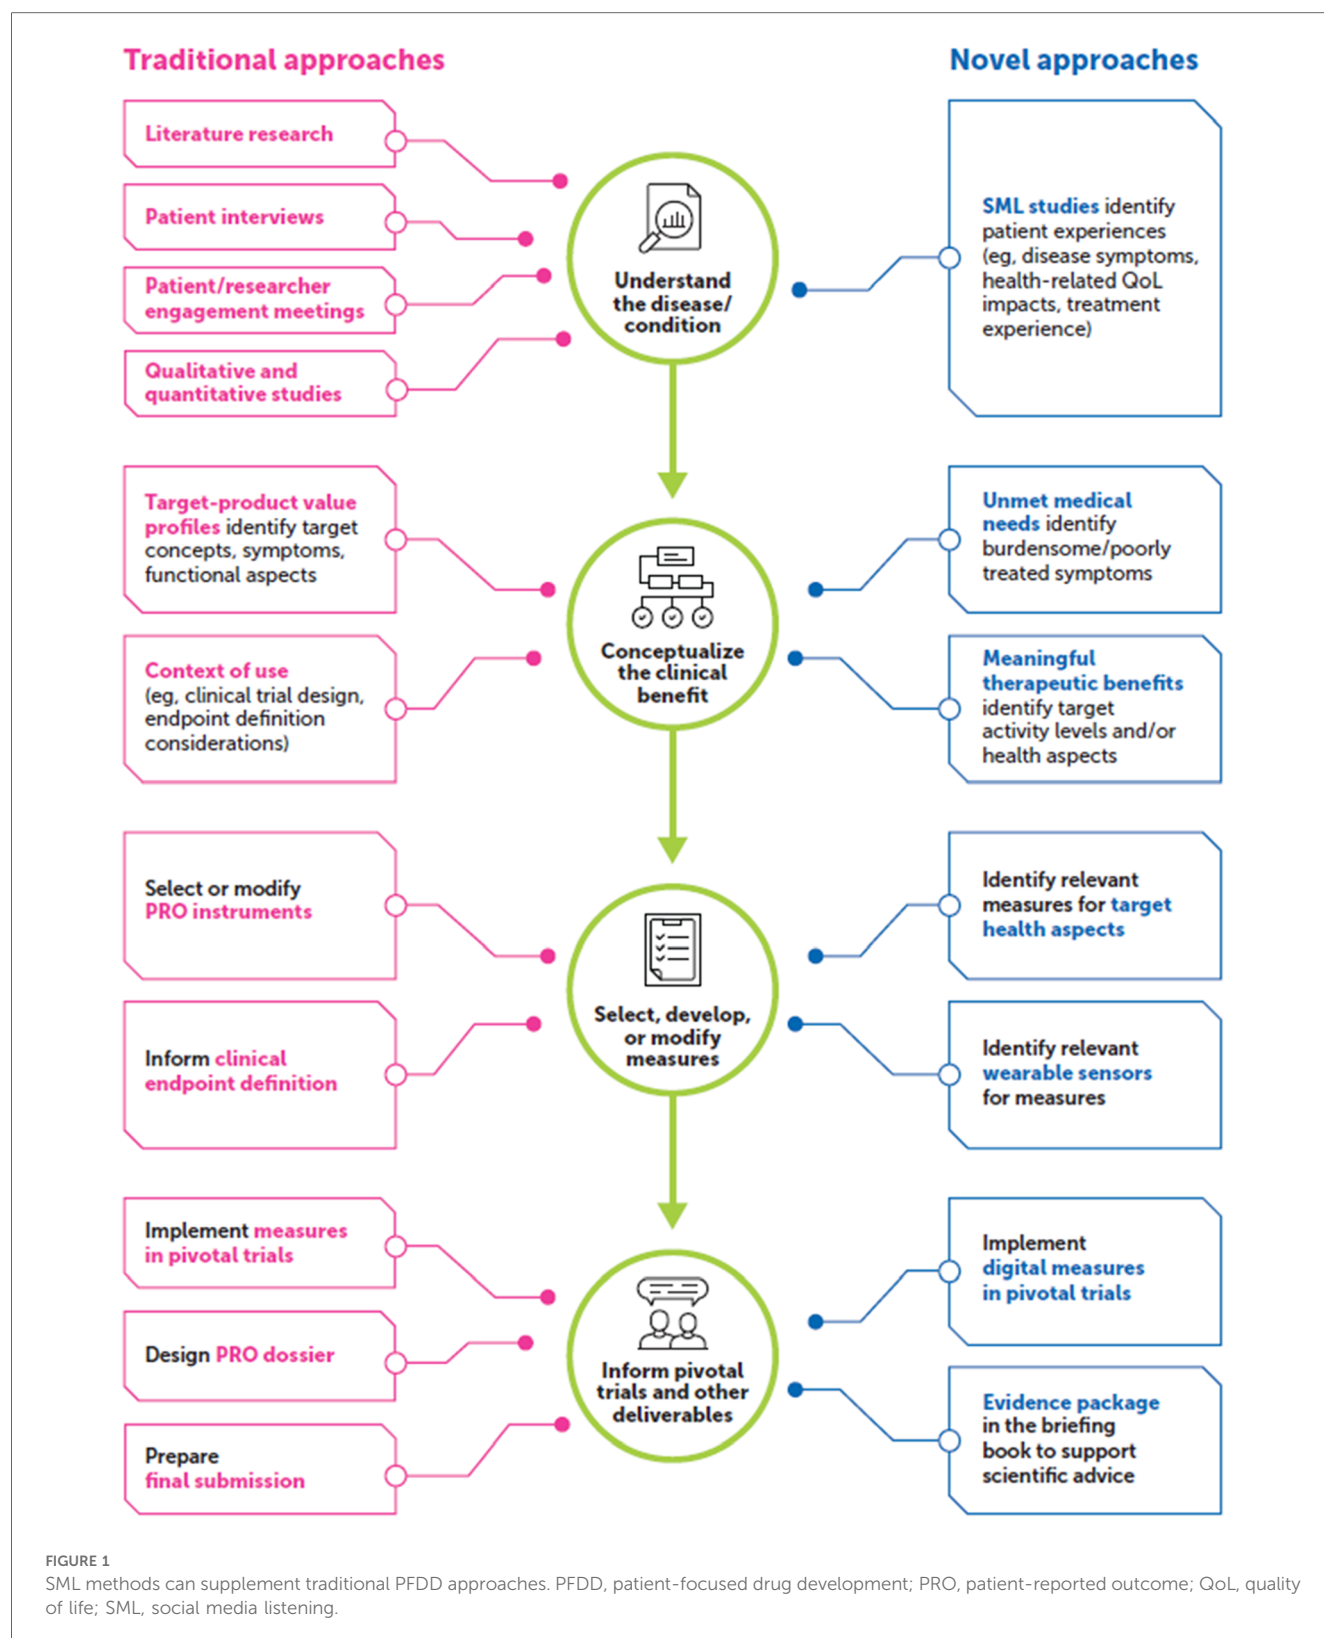 Traditional approaches
Novel approaches
Literature research
Patient interviews
Patient/researcher
engagement meetings
Qualitative and
quantitative studies
Understand
the disease/
condition
SML studies identify
patient experiences
(eg, disease symptoms,
health-related QoL
impacts, treatment
experience)
Target-product value
profiles identify target
concepts, symptoms,
functional aspects
Context of use
(eg, clinical trial design,
endpoint definition
considerations)
Conceptualize
the clinical
benefit
Unmet medical
needs identify
burdensome/poorly
treated symptoms
Meaningful
therapeutic benefits
identify target
activity levels and/or
health aspects
Select or modify
PRO instruments
Inform clinical
endpoint definition
Select, develop,
or modify
measures
Identify relevant
measures for target
health aspects
Identify relevant
wearable sensors
for measures
Implement measures
in pivotal trials
Design PRO dossier
Prepare
final submission
Inform pivotal
trials and other
deliverables
Implement
digital measures
in pivotal trials
Evidence package
in the briefing
book to support
scientific advice
FIGURE 1
SML methods can supplement traditional PFDD approaches. PFDD, patient-focused drug development; PRO, patient-reported outcome; QoL, quality
of life; SML, social media listening.